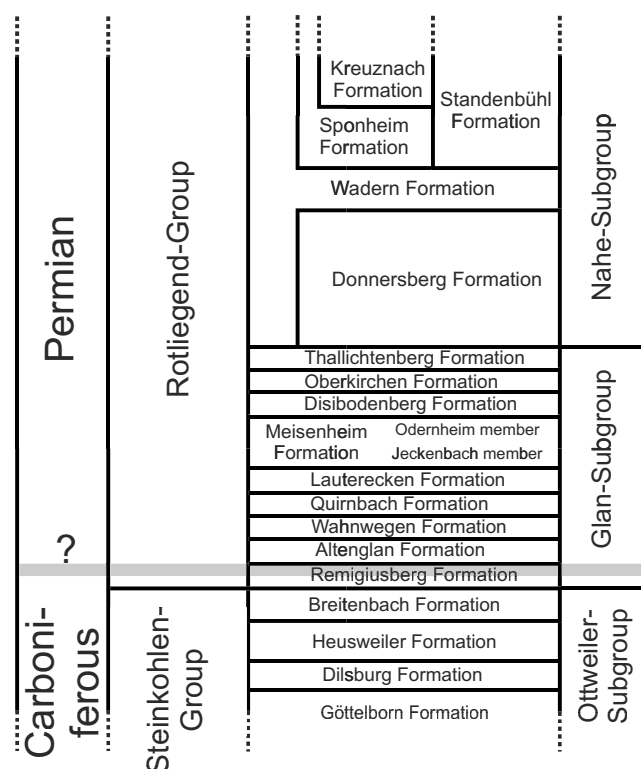 Kreuznach
Formation
Standenbühl
Formation
Sponheim
Formation
Wadern Formation
Donnersberg Formation
Nahe-Subgroup
Permian
Rotliegend-Group
Thallichtenberg Formation
Oberkirchen Formation
Disibodenberg Formation
Meisenheim
Formation
Odernheim member
Jeckenbach member
Lauterecken Formation
Quirnbach Formation
Wahnwegen Formation
Altenglan Formation
Remigiusberg Formation
Glan-Subgroup
?
Carboni-
ferous
Steinkohlen-
Group
Breitenbach Formation
Heusweiler Formation
Dilsburg Formation
Göttelborn Formation
Ottweiler-
Subgroup